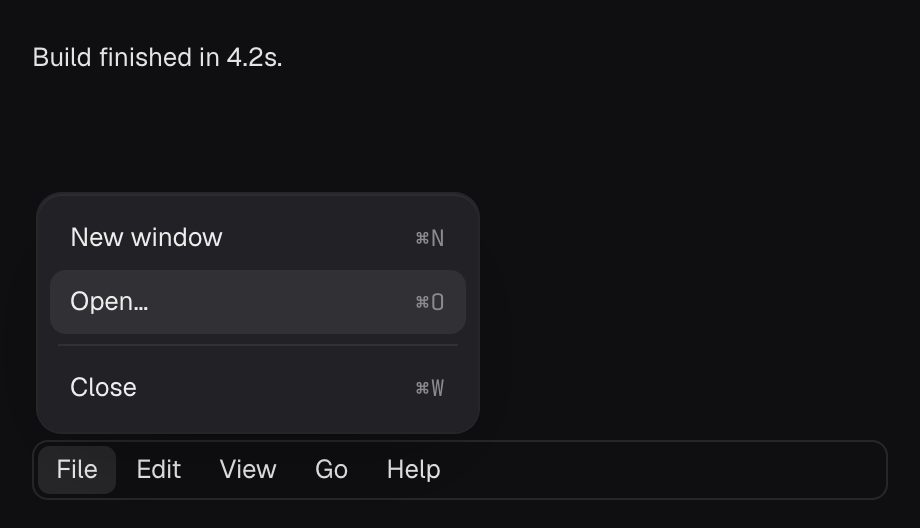 Build finished in 4.2s.
New window ⌘N
Open… ⌘O
Close ⌘W
File Edit View Go Help